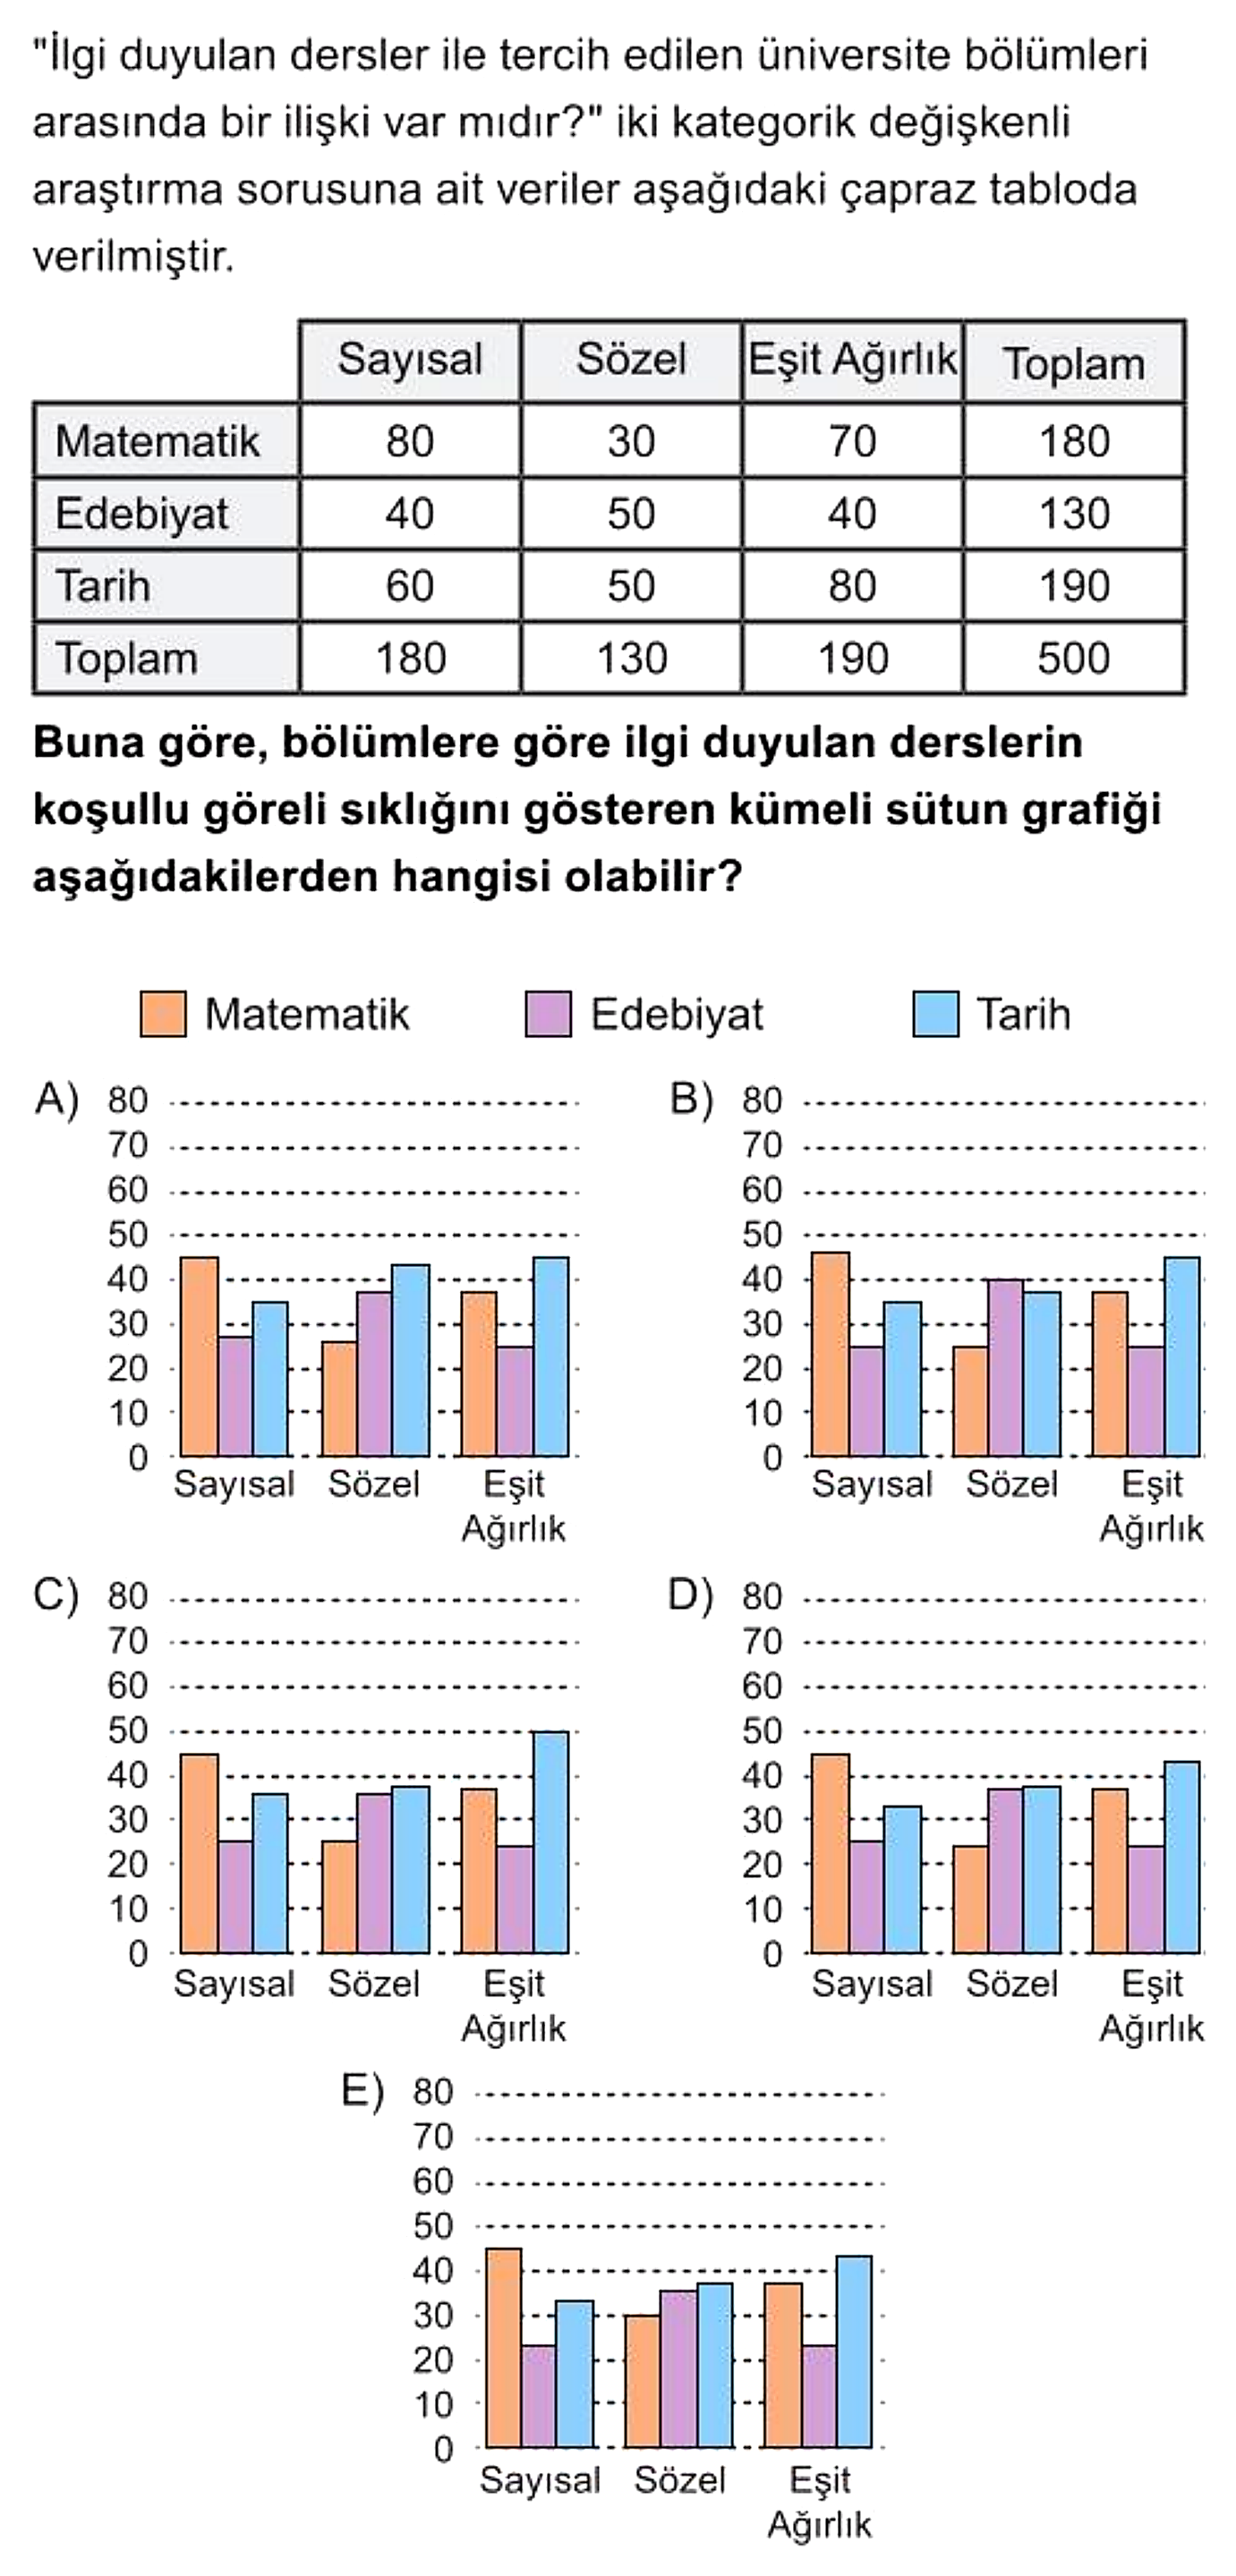 "İlgi duyulan dersler ile tercih edilen üniversite bölümleri
arasında bir ilişki var mıdır?" iki kategorik değişkenli
araştırma sorusuna ait veriler aşağıdaki çapraz tabloda
verilmiştir.
Sayısal Sözel Eşit Ağırlık Toplam
Matematik 80 30 70 180
Edebiyat 40 50 40 130
Tarih 60 50 80 190
Toplam 180 130 190 500
Buna göre, bölümlere göre ilgi duyulan derslerin
koşullu göreli sıklığını gösteren kümeli sütun grafiği
aşağıdakilerden hangisi olabilir?
Matematik Edebiyat Tarih
A) 80
70
60
50
40
30
20
10
0
Sayısal Sözel Eşit
Ağırlık
B) 80
70
60
50
40
30
20
10
0
Sayısal Sözel Eşit
Ağırlık
C) 80
70
60
50
40
30
20
10
0
Sayısal Sözel Eşit
Ağırlık
D) 80
70
60
50
40
30
20
10
0
Sayısal Sözel Eşit
Ağırlık
E) 80
70
60
50
40
30
20
10
0
Sayısal Sözel Eşit
Ağırlık